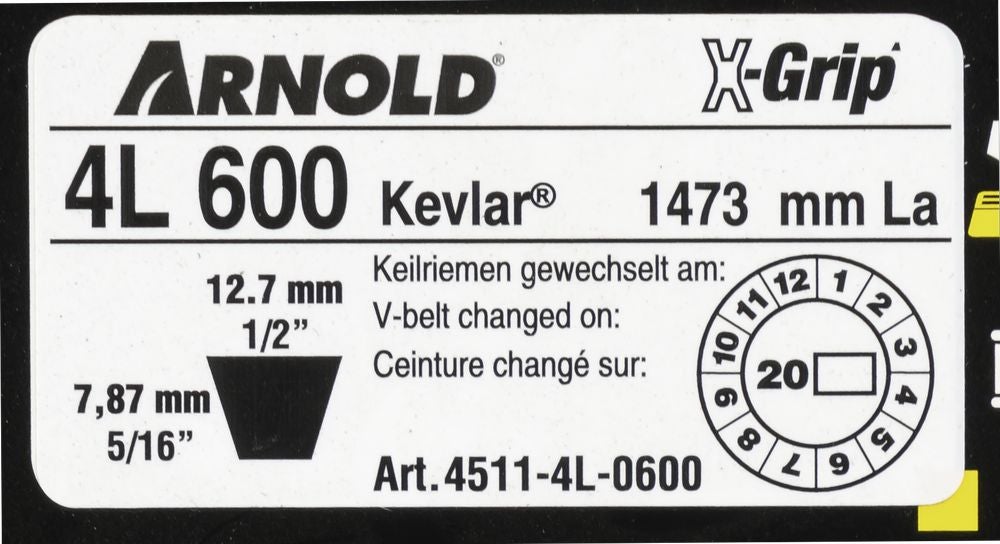 ARNOLD®
X-Grip
4L 600 Kevlar® 1473 mm La
12.7 mm
1/2”
7,87 mm
5/16”
Keilriemen gewechselt am:
V-belt changed on:
Ceinture changé sur:
Art.4511-4L-0600
12 1 2 3 4 5 6 7 8 9 10 11
20